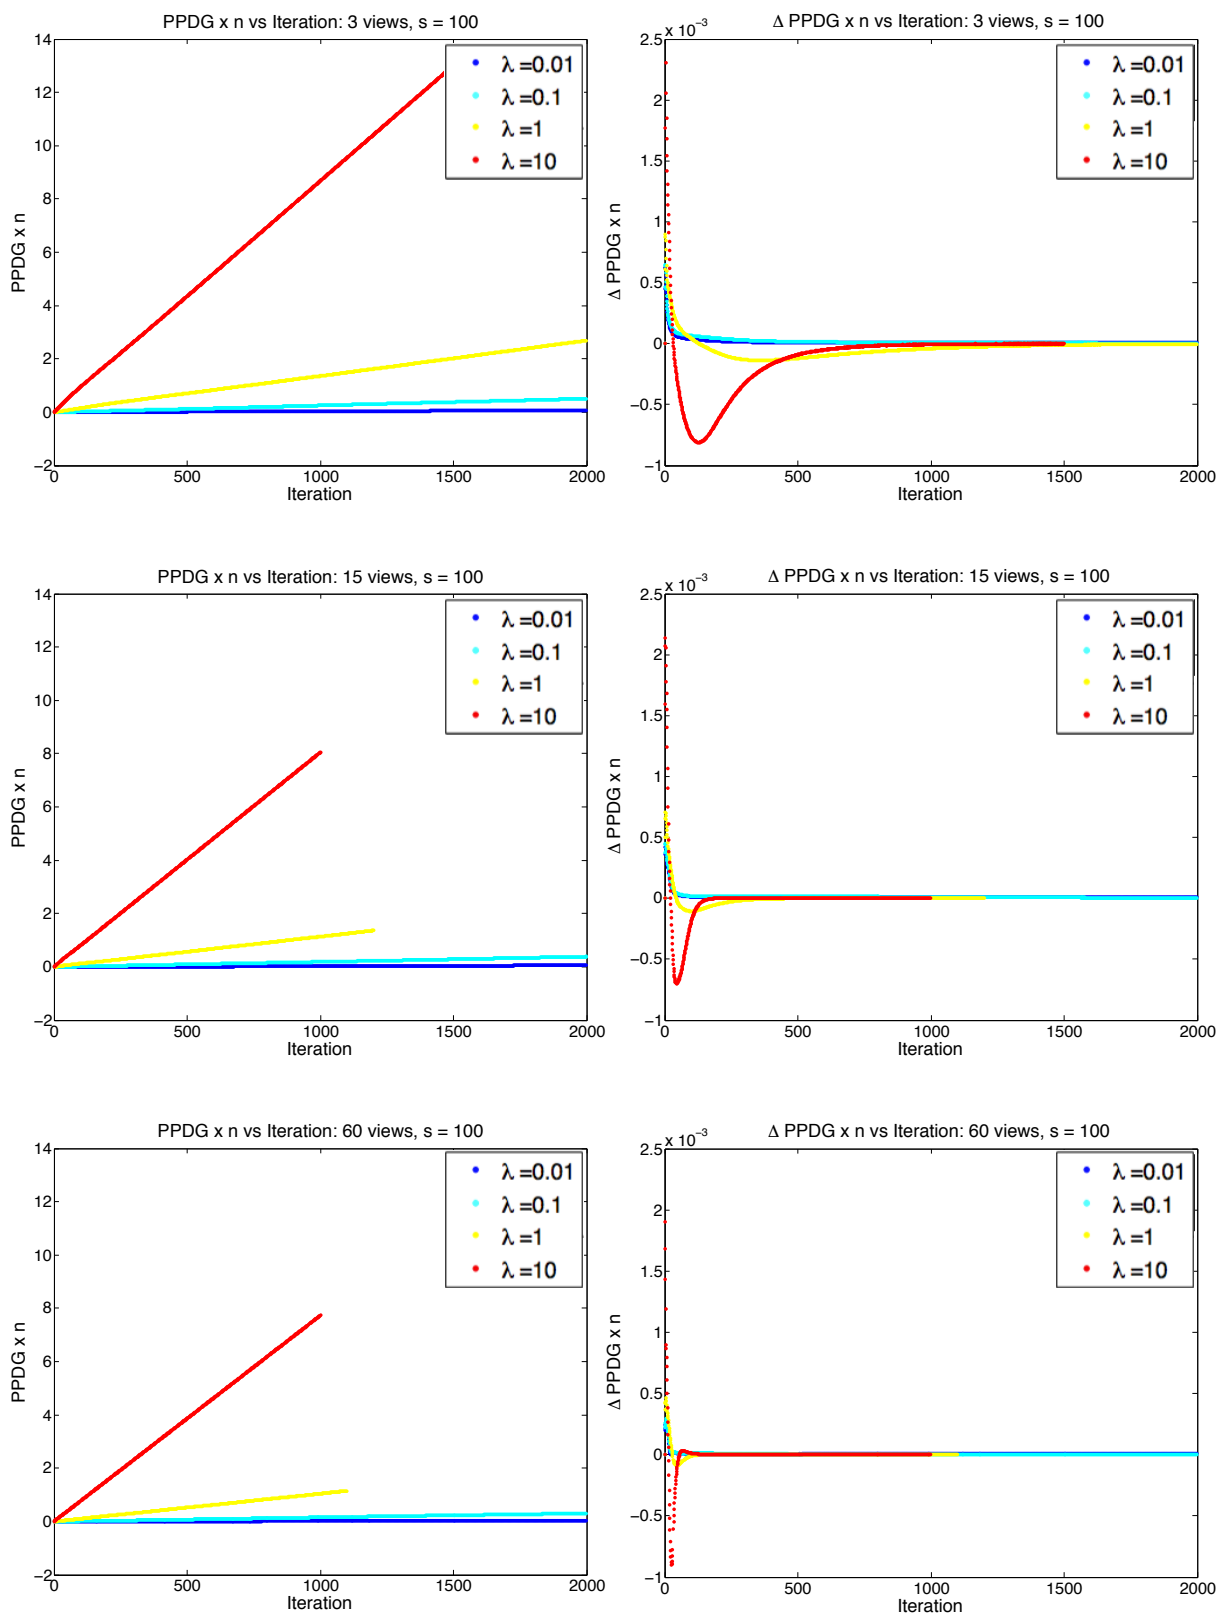 PPDG x n vs Iteration: 3 views, s = 100
14
12
10
8
6
4
2
0
−2
PPDG x n
0 500 1000 1500 2000
Iteration
λ =0.01
λ =0.1
λ =1
λ =10
Δ PPDG x n vs Iteration: 3 views, s = 100
x 10⁻³
2.5
2
1.5
1
0.5
0
−0.5
−1
Δ PPDG x n
0 500 1000 1500 2000
Iteration
λ =0.01
λ =0.1
λ =1
λ =10
PPDG x n vs Iteration: 15 views, s = 100
14
12
10
8
6
4
2
0
−2
PPDG x n
0 500 1000 1500 2000
Iteration
λ =0.01
λ =0.1
λ =1
λ =10
Δ PPDG x n vs Iteration: 15 views, s = 100
x 10⁻³
2.5
2
1.5
1
0.5
0
−0.5
−1
Δ PPDG x n
0 500 1000 1500 2000
Iteration
λ =0.01
λ =0.1
λ =1
λ =10
PPDG x n vs Iteration: 60 views, s = 100
14
12
10
8
6
4
2
0
−2
PPDG x n
0 500 1000 1500 2000
Iteration
λ =0.01
λ =0.1
λ =1
λ =10
Δ PPDG x n vs Iteration: 60 views, s = 100
x 10⁻³
2.5
2
1.5
1
0.5
0
−0.5
−1
Δ PPDG x n
0 500 1000 1500 2000
Iteration
λ =0.01
λ =0.1
λ =1
λ =10